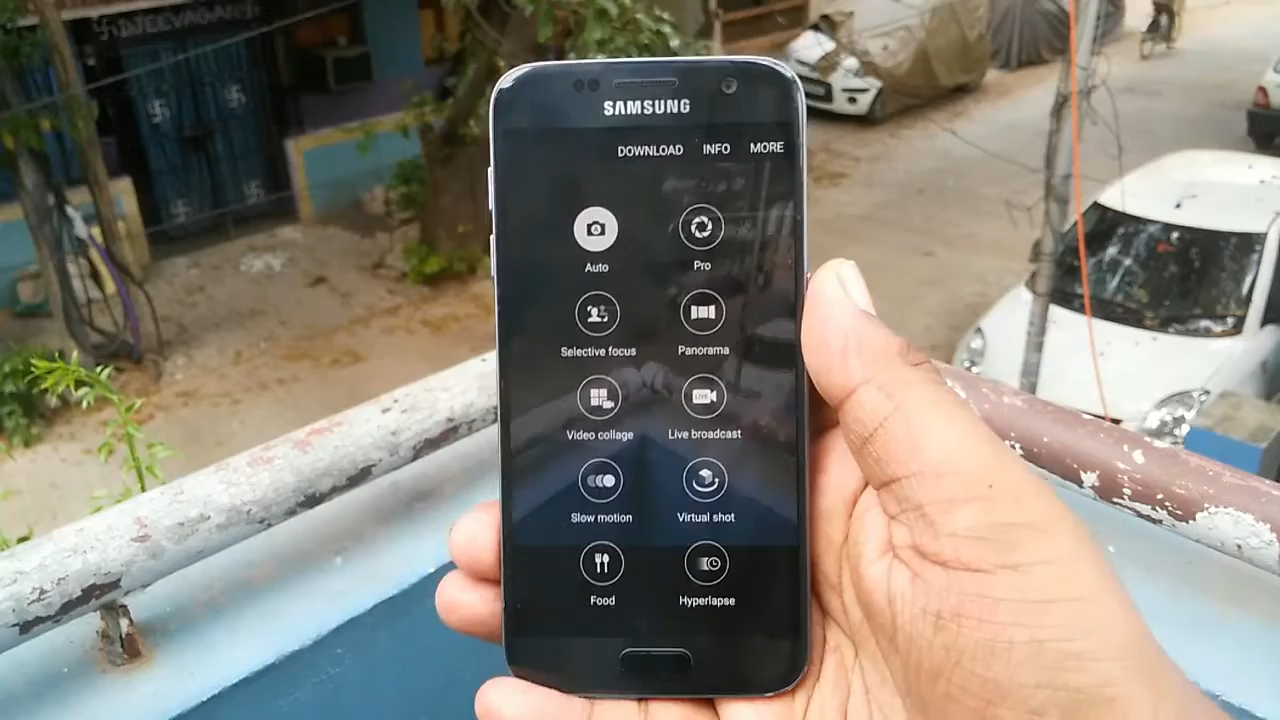 SAMSUNG
DOWNLOAD INFO MORE
Auto Pro
Selective focus Panorama
LIVE
Video collage Live broadcast
Slow motion Virtual shot
Food Hyperlapse